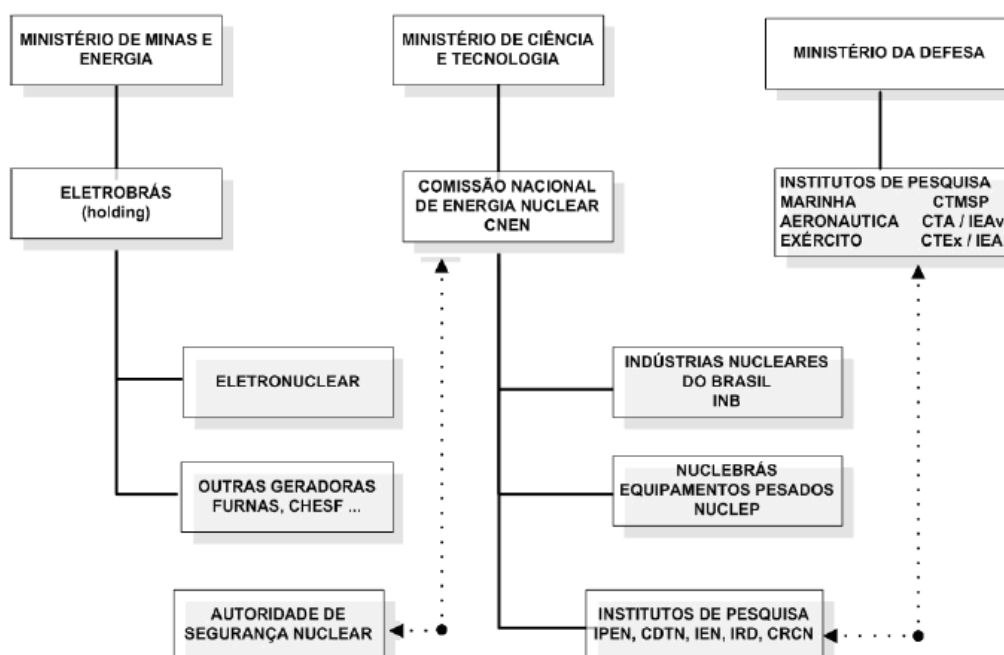 MINISTÉRIO DE MINAS E
ENERGIA
MINISTÉRIO DE CIÊNCIA
E TECNOLOGIA
MINISTÉRIO DA DEFESA
ELETROBRÁS
(holding)
COMISSÃO NACIONAL
DE ENERGIA NUCLEAR
CNEN
INSTITUTOS DE PESQUISA
MARINHA CTMSP
AERONAUTICA CTA / IEAv
EXÉRCITO CTEx / IEA
ELETRONUCLEAR
INDÚSTRIAS NUCLEARES
DO BRASIL
INB
OUTRAS GERADORAS
FURNAS, CHESF ...
NUCLEBRÁS
EQUIPAMENTOS PESADOS
NUCLEP
AUTORIDADE DE
SEGURANÇA NUCLEAR
INSTITUTOS DE PESQUISA
IPEN, CDTN, IEN, IRD, CRCN